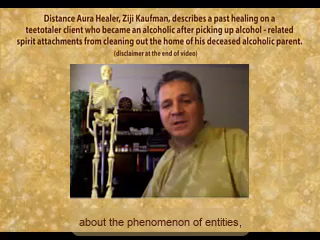 Distance Aura Healer, Ziji Kaufman, describes a past healing on a
teetotaler client who became an alcoholic after picking up alcohol - related
spirit attachments from cleaning out the home of his deceased alcoholic parent.
(disclaimer at the end of video)
about the phenomenon of entities,